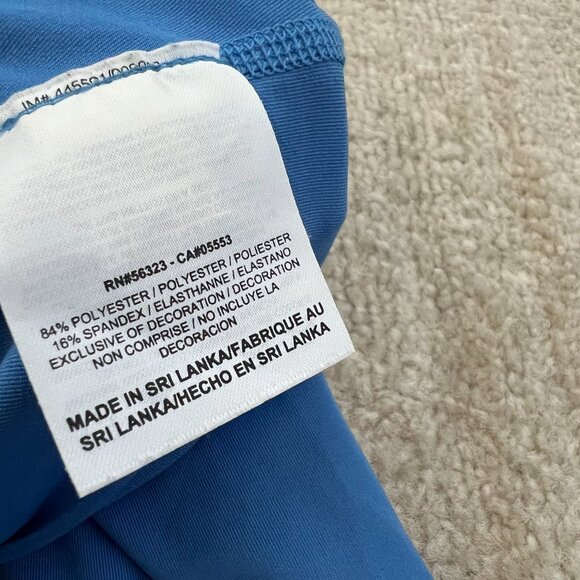 RN#56323 - CA#05553
84% POLYESTER / POLYESTER / POLIESTER
16% SPANDEX / ELASTHANNE / ELASTANO
EXCLUSIVE OF DECORATION / DECORATION
NON COMPRISE / NO INCLUYE LA
DECORACION
MADE IN SRI LANKA/FABRIQUE AU
SRI LANKA/HECHO EN SRI LANKA